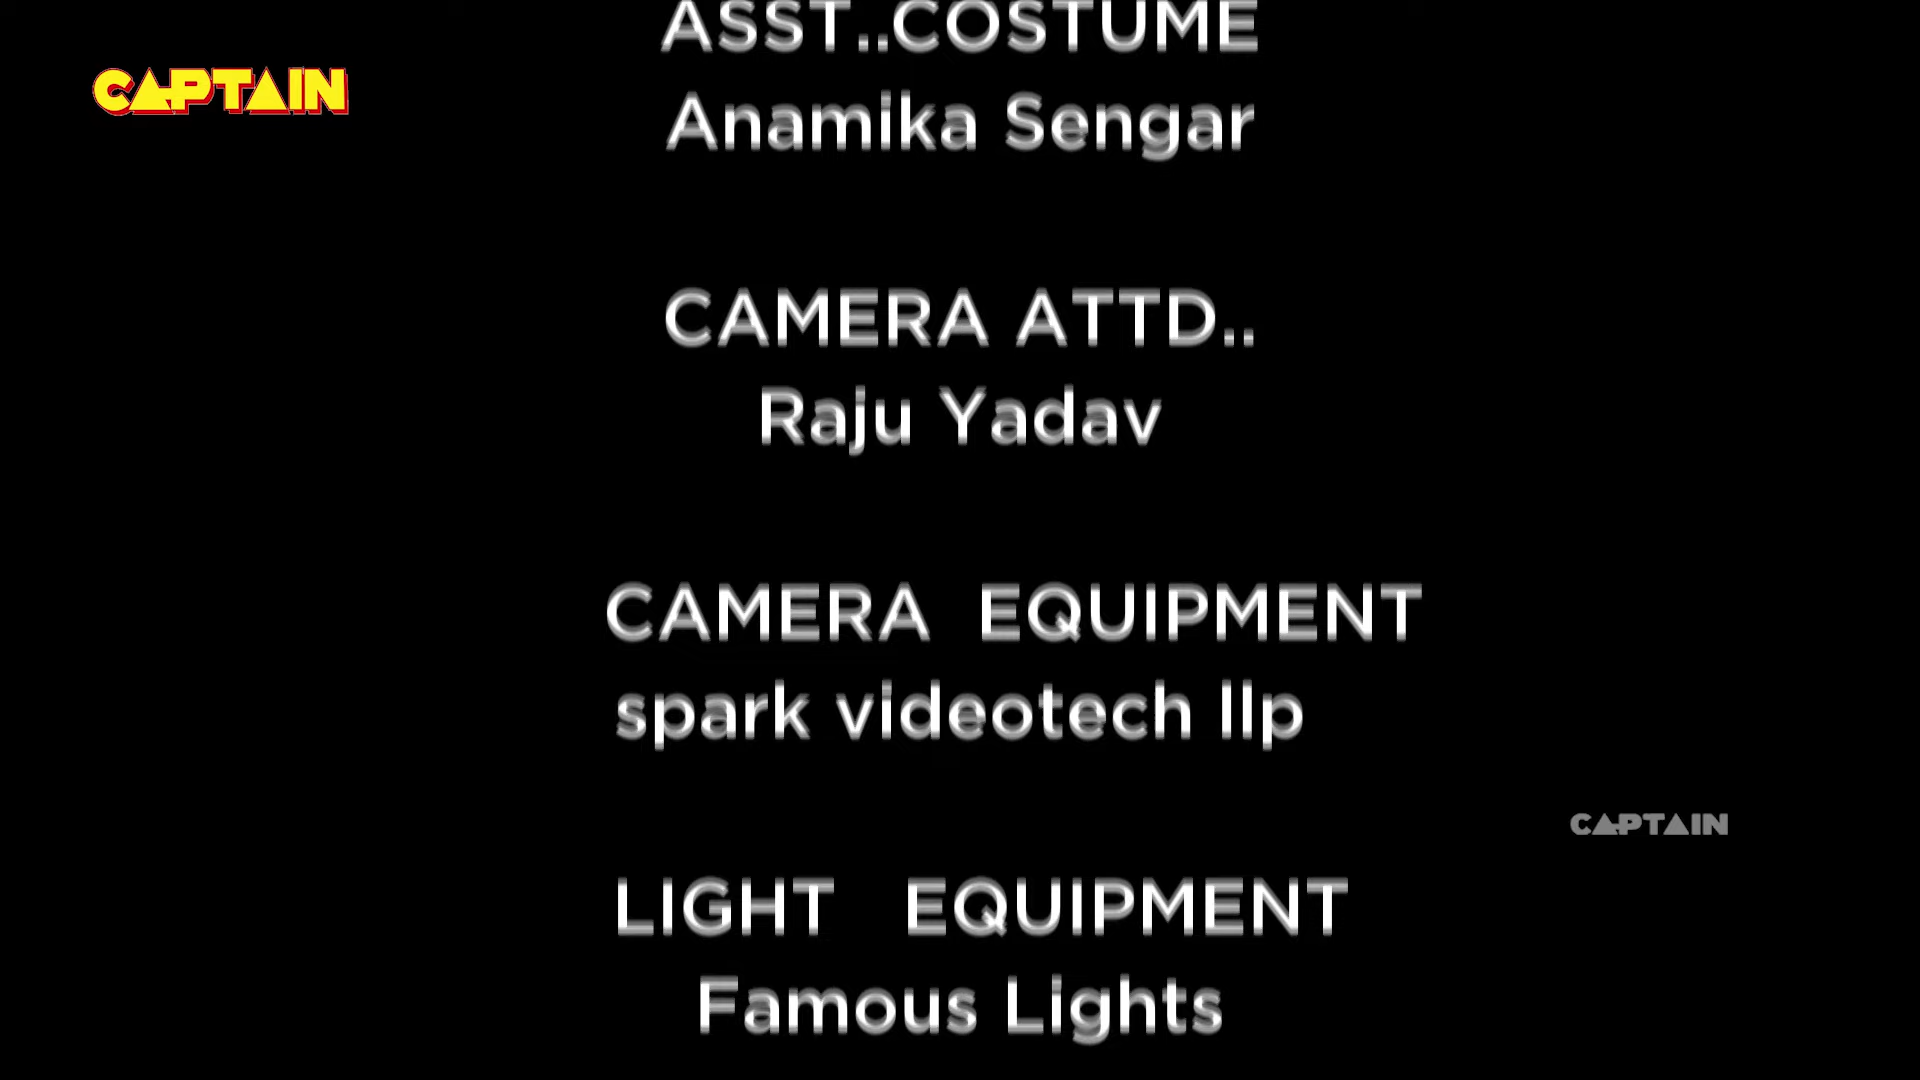 ASST..COSTUME
CAPTAIN
Anamika Sengar
CAMERA ATTD..
Raju Yadav
CAMERA EQUIPMENT
spark videotech llp
CAPTAIN
LIGHT EQUIPMENT
Famous Lights